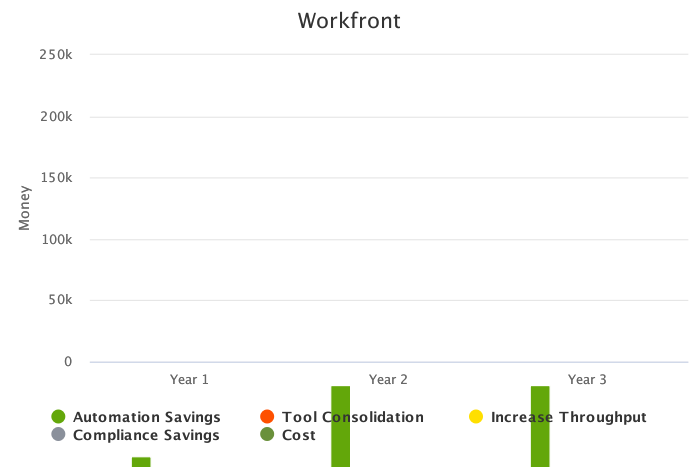 Workfront
250k
200k
150k
100k
50k
0
Money
Year 1 Year 2 Year 3
Automation Savings Tool Consolidation Increase Throughput
Compliance Savings Cost